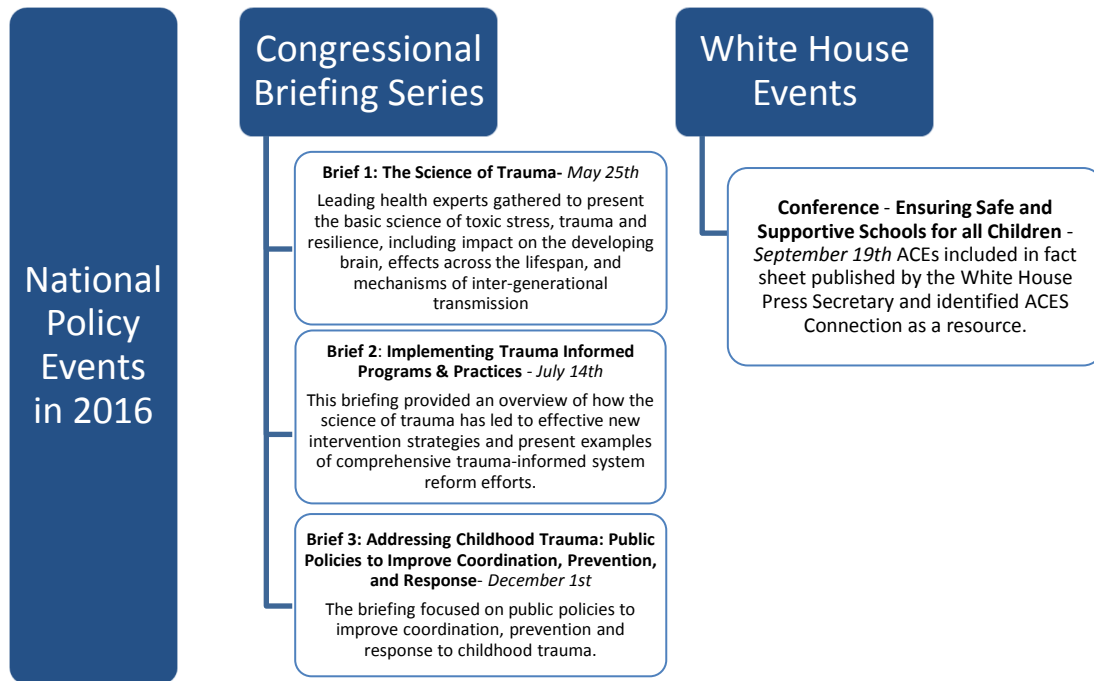 National
Policy
Events
in 2016
Congressional
Briefing Series
Brief 1: The Science of Trauma- May 25th
Leading health experts gathered to present
the basic science of toxic stress, trauma and
resilience, including impact on the developing
brain, effects across the lifespan, and
mechanisms of inter-generational
transmission
Brief 2: Implementing Trauma Informed
Programs & Practices - July 14th
This briefing provided an overview of how the
science of trauma has led to effective new
intervention strategies and present examples
of comprehensive trauma-informed system
reform efforts.
Brief 3: Addressing Childhood Trauma: Public
Policies to Improve Coordination, Prevention,
and Response- December 1st
The briefing focused on public policies to
improve coordination, prevention and
response to childhood trauma.
White House
Events
Conference - Ensuring Safe and
Supportive Schools for all Children -
September 19th ACEs included in fact
sheet published by the White House
Press Secretary and identified ACES
Connection as a resource.